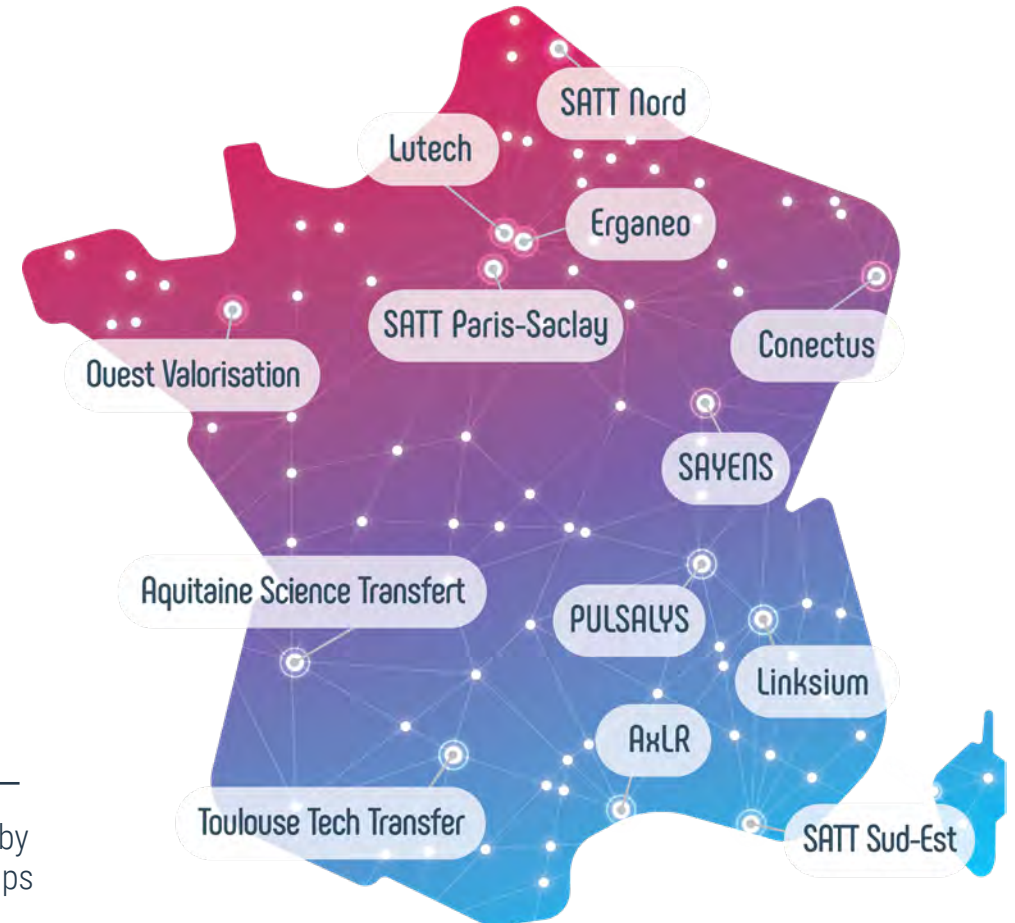 SATT Nord
Lutech
Erganeo
SATT Paris-Saclay
Conectus
Ouest Valorisation
SAYENS
Aquitaine Science Transfert
PULSALYS
Linksium
AxLR
Toulouse Tech Transfer
SATT Sud-Est
by
ps